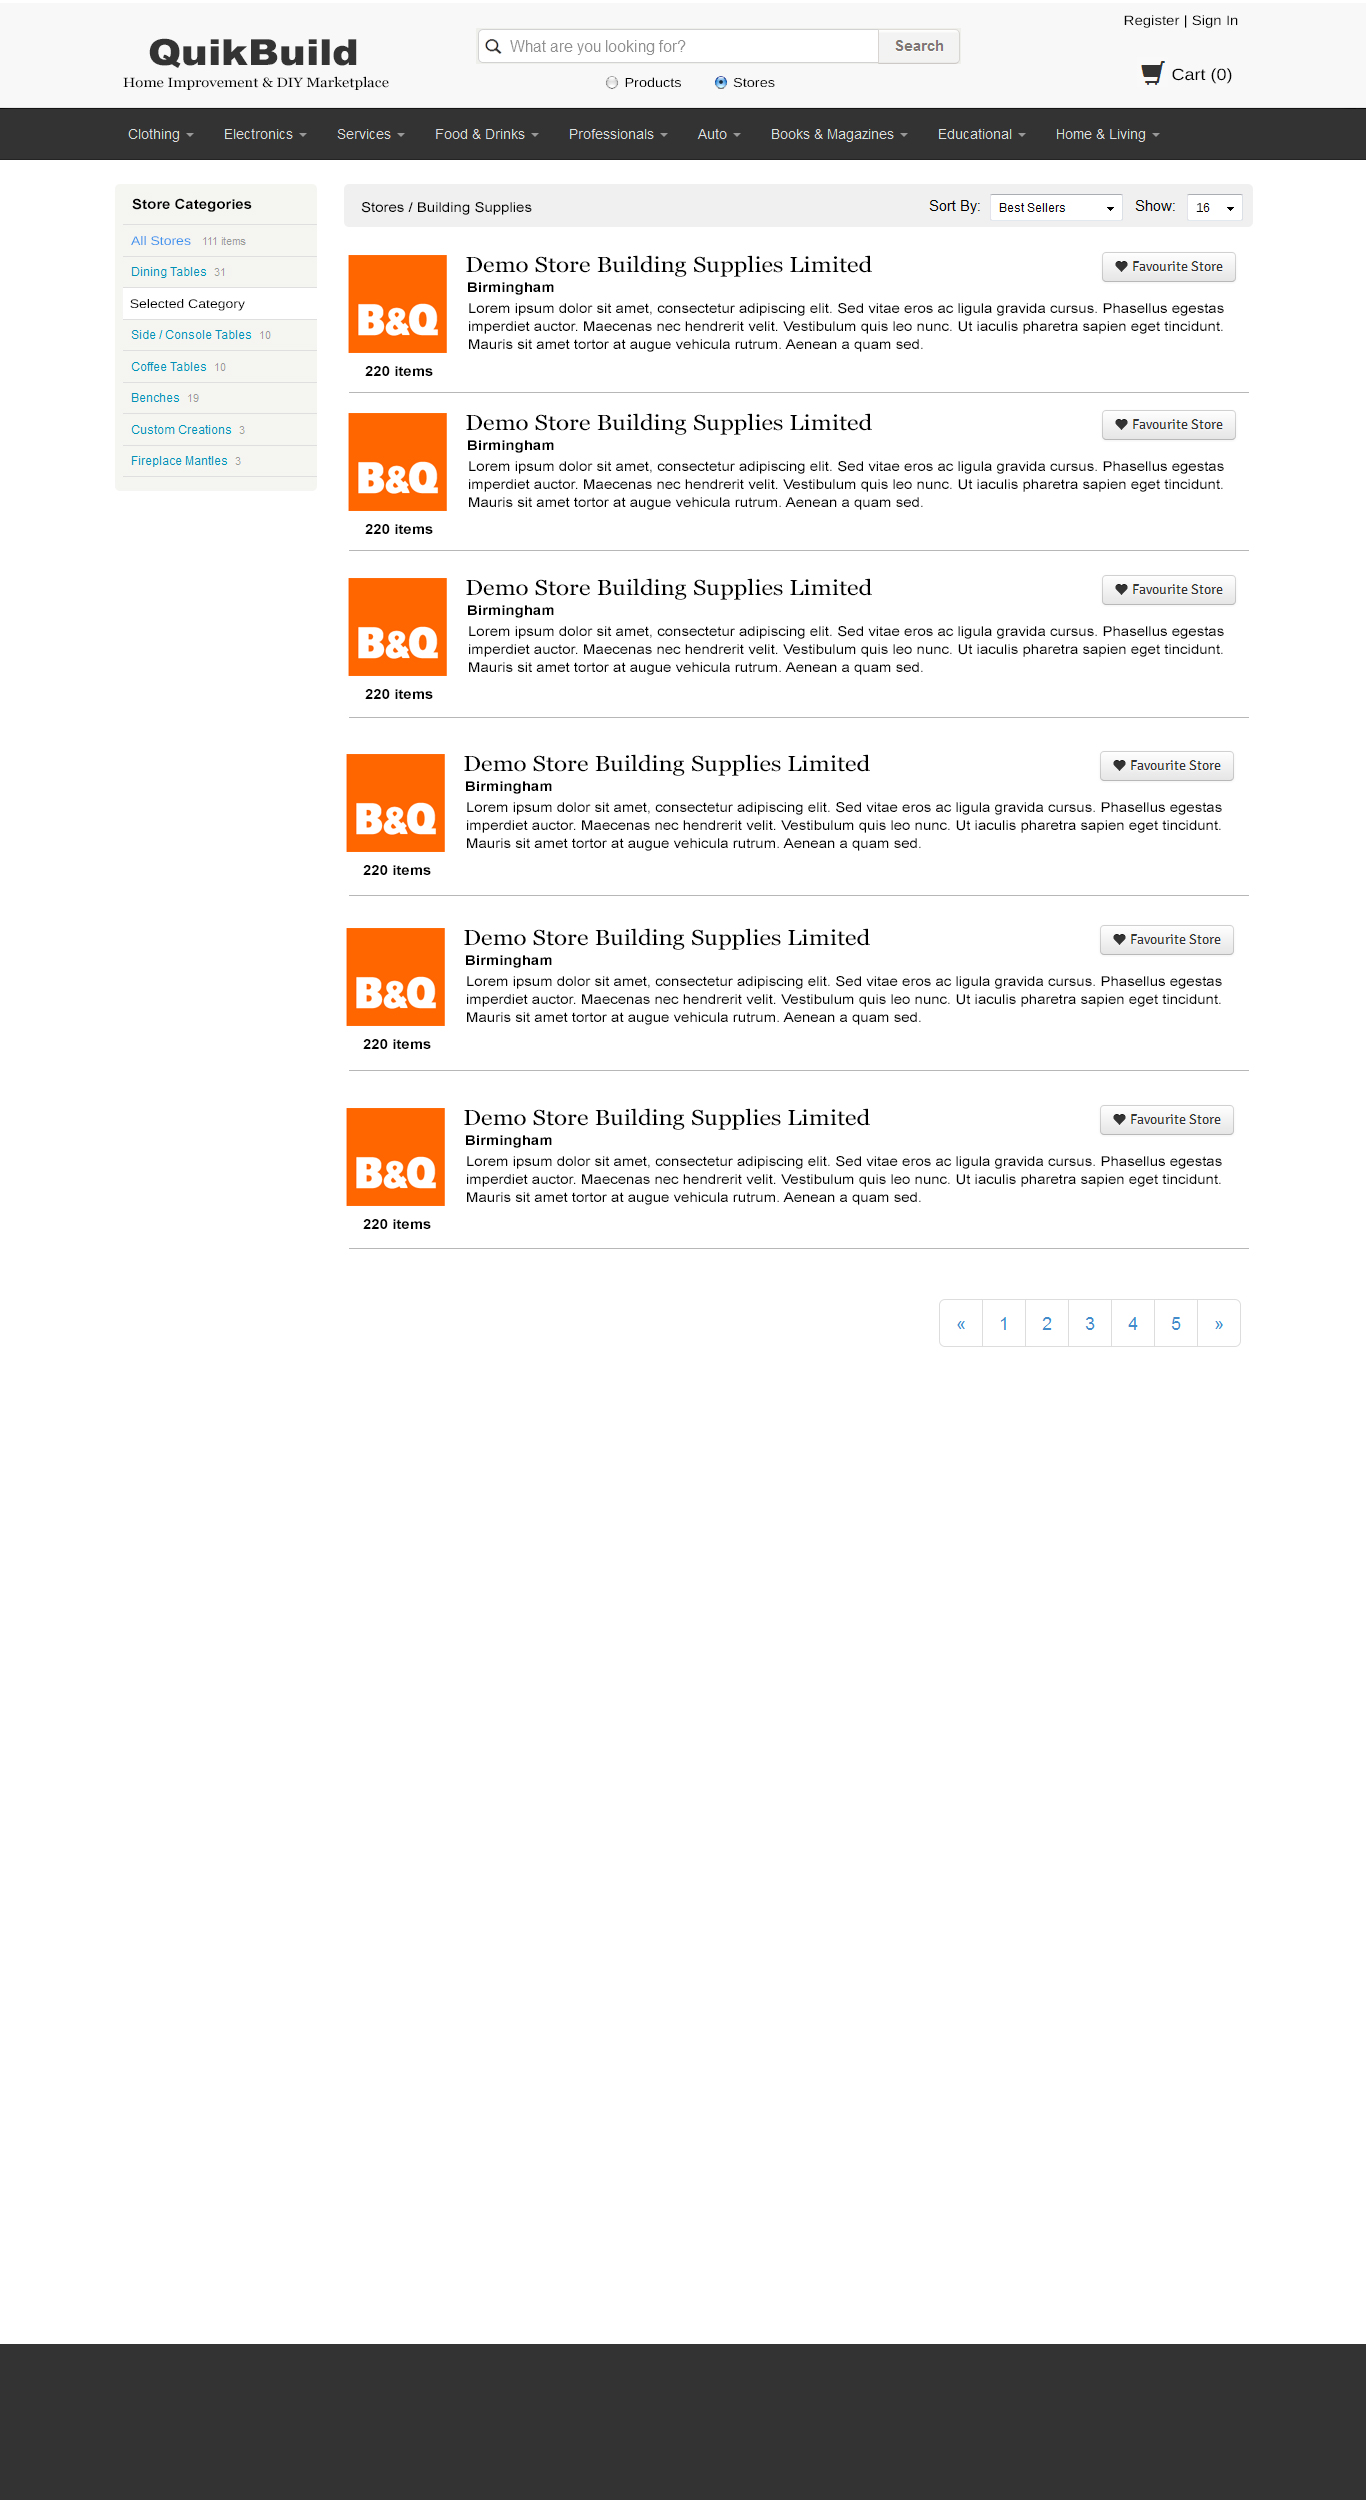 Register | Sign In
QuikBuild
Home Improvement & DIY Marketplace
What are you looking for?
Search
Products
Stores
Cart (0)
Clothing Electronics Services Food & Drinks Professionals Auto Books & Magazines Educational Home & Living
Store Categories
All Stores 111 items
Dining Tables 31
Selected Category
Side / Console Tables 10
Coffee Tables 10
Benches 19
Custom Creations 3
Fireplace Mantles 3
Stores / Building Supplies
Sort By: Best Sellers Show: 16
B&Q
220 items
Demo Store Building Supplies Limited
Favourite Store
Birmingham
Lorem ipsum dolor sit amet, consectetur adipiscing elit. Sed vitae eros ac ligula gravida cursus. Phasellus egestas
imperdiet auctor. Maecenas nec hendrerit velit. Vestibulum quis leo nunc. Ut iaculis pharetra sapien eget tincidunt.
Mauris sit amet tortor at augue vehicula rutrum. Aenean a quam sed.
B&Q
220 items
Demo Store Building Supplies Limited
Favourite Store
Birmingham
Lorem ipsum dolor sit amet, consectetur adipiscing elit. Sed vitae eros ac ligula gravida cursus. Phasellus egestas
imperdiet auctor. Maecenas nec hendrerit velit. Vestibulum quis leo nunc. Ut iaculis pharetra sapien eget tincidunt.
Mauris sit amet tortor at augue vehicula rutrum. Aenean a quam sed.
B&Q
220 items
Demo Store Building Supplies Limited
Favourite Store
Birmingham
Lorem ipsum dolor sit amet, consectetur adipiscing elit. Sed vitae eros ac ligula gravida cursus. Phasellus egestas
imperdiet auctor. Maecenas nec hendrerit velit. Vestibulum quis leo nunc. Ut iaculis pharetra sapien eget tincidunt.
Mauris sit amet tortor at augue vehicula rutrum. Aenean a quam sed.
B&Q
220 items
Demo Store Building Supplies Limited
Favourite Store
Birmingham
Lorem ipsum dolor sit amet, consectetur adipiscing elit. Sed vitae eros ac ligula gravida cursus. Phasellus egestas
imperdiet auctor. Maecenas nec hendrerit velit. Vestibulum quis leo nunc. Ut iaculis pharetra sapien eget tincidunt.
Mauris sit amet tortor at augue vehicula rutrum. Aenean a quam sed.
B&Q
220 items
Demo Store Building Supplies Limited
Favourite Store
Birmingham
Lorem ipsum dolor sit amet, consectetur adipiscing elit. Sed vitae eros ac ligula gravida cursus. Phasellus egestas
imperdiet auctor. Maecenas nec hendrerit velit. Vestibulum quis leo nunc. Ut iaculis pharetra sapien eget tincidunt.
Mauris sit amet tortor at augue vehicula rutrum. Aenean a quam sed.
B&Q
220 items
Demo Store Building Supplies Limited
Favourite Store
Birmingham
Lorem ipsum dolor sit amet, consectetur adipiscing elit. Sed vitae eros ac ligula gravida cursus. Phasellus egestas
imperdiet auctor. Maecenas nec hendrerit velit. Vestibulum quis leo nunc. Ut iaculis pharetra sapien eget tincidunt.
Mauris sit amet tortor at augue vehicula rutrum. Aenean a quam sed.
« 1 2 3 4 5 »